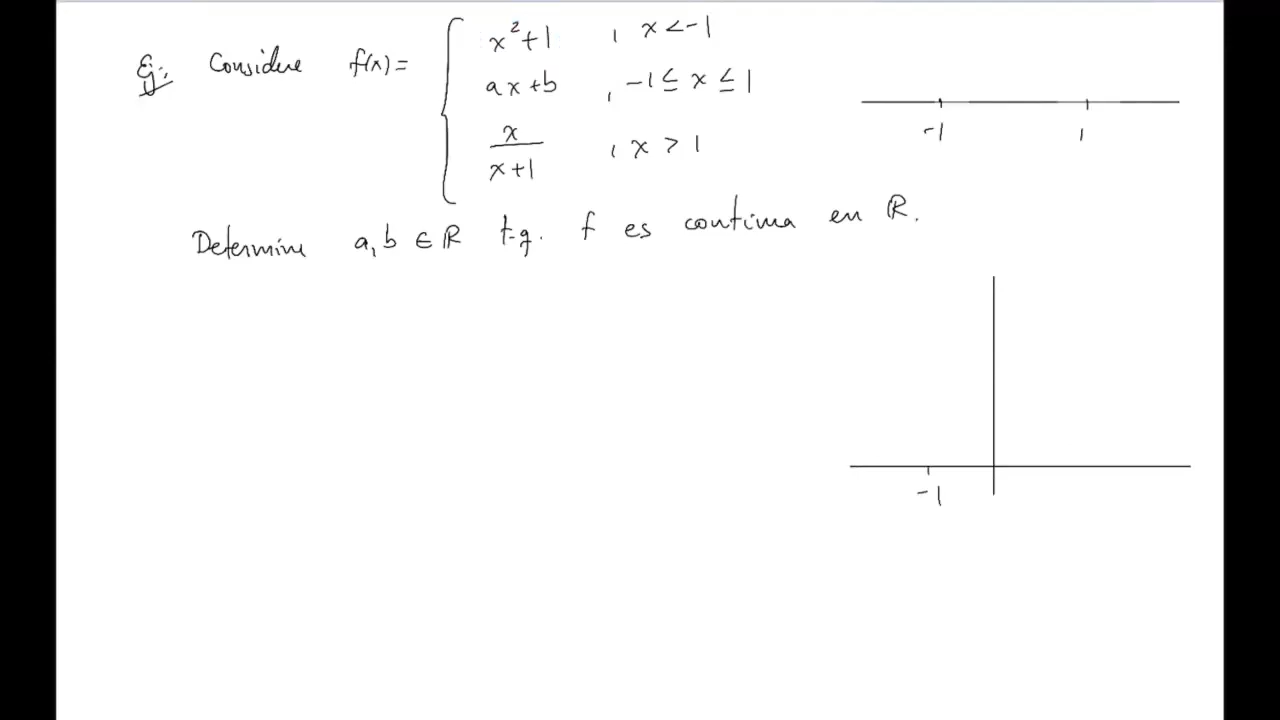 Ej: Considere f(x) = { x²+1 , x < -1
ax + b , -1 ≤ x ≤ 1
x/(x+1) , x > 1
-1 1
Determine a, b ∈ ℝ t.q. f es continua en ℝ.
-1